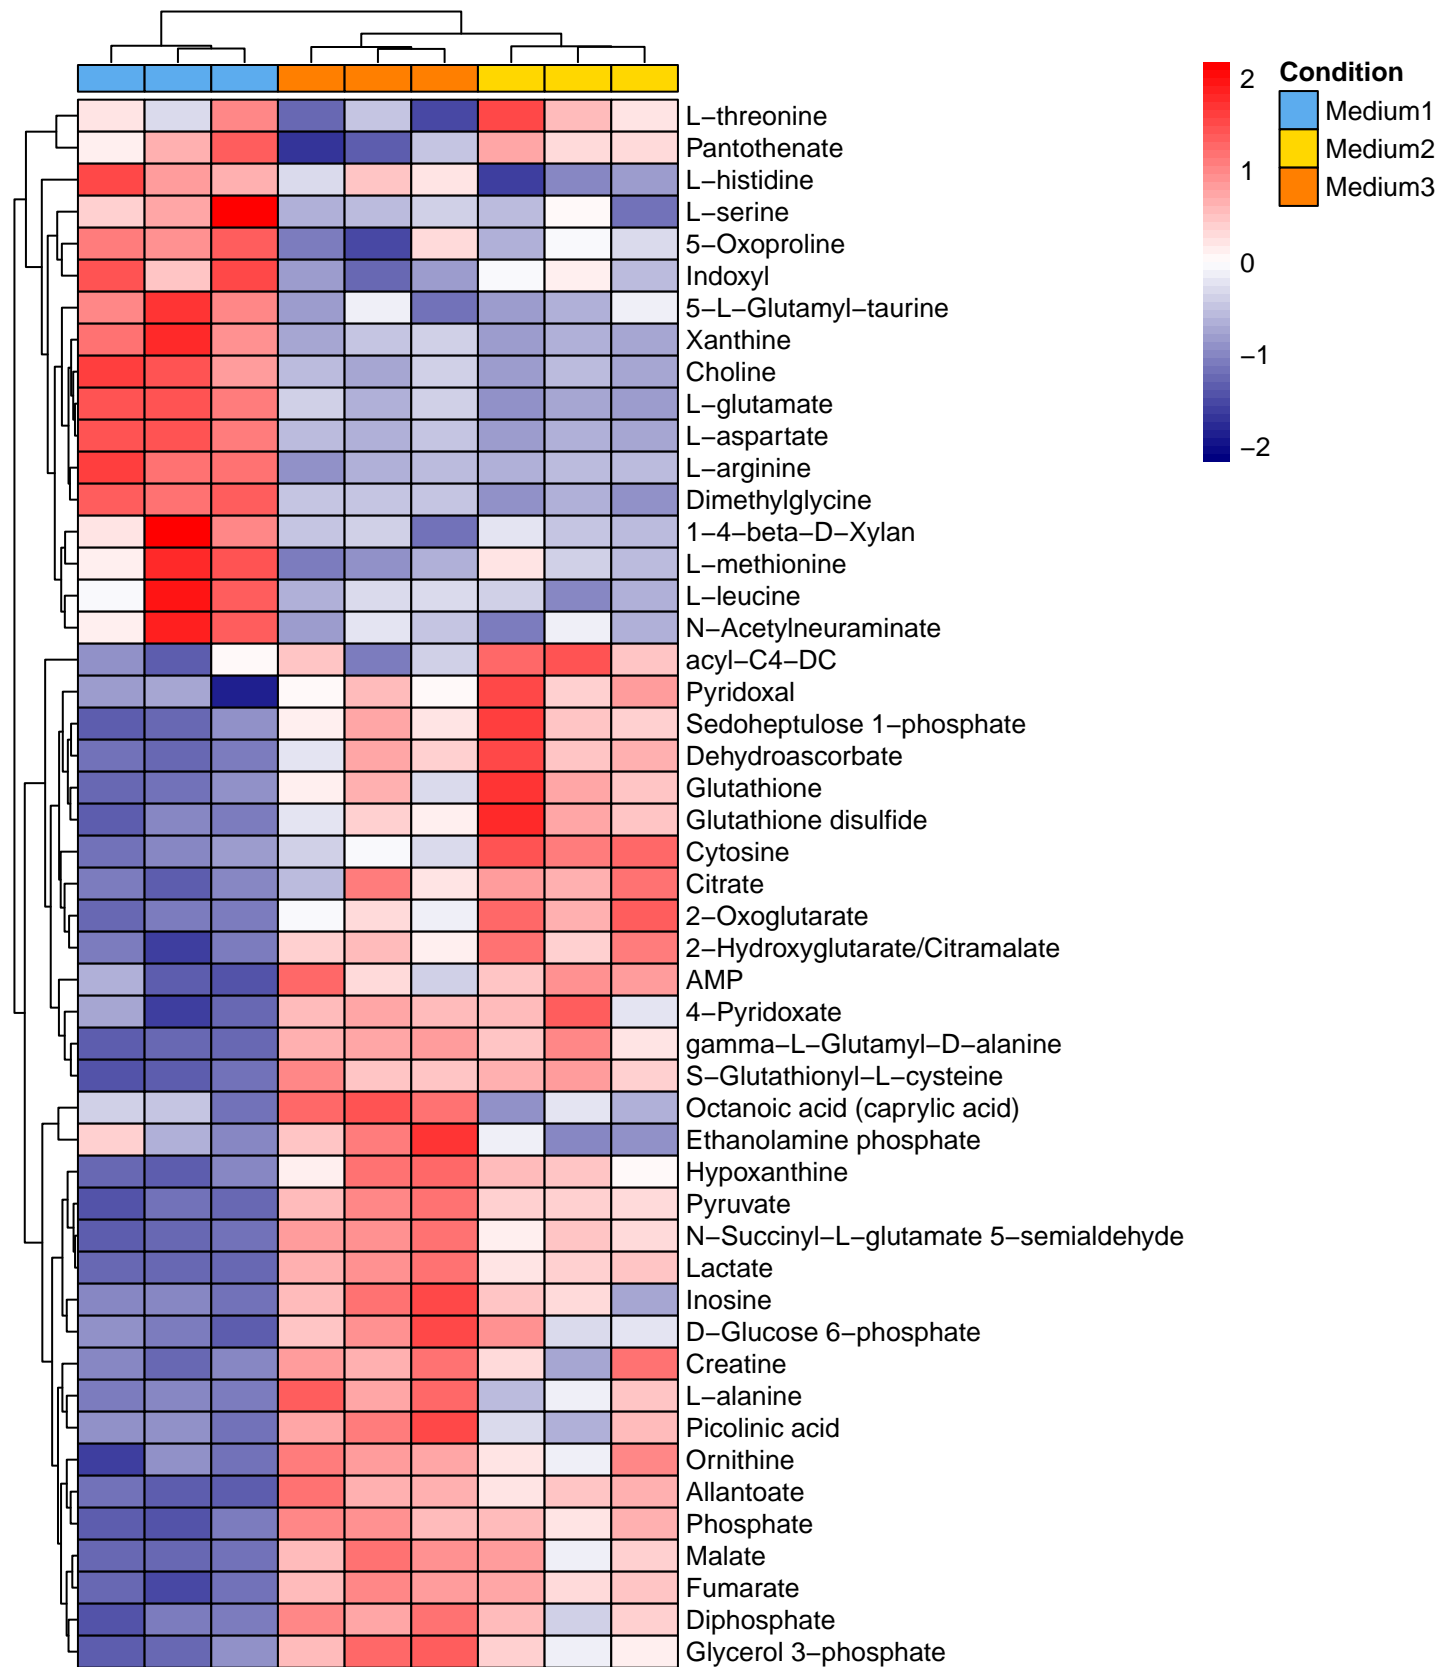 L−threonine
Pantothenate
L−histidine
L−serine
5−Oxoproline
Indoxyl
5−L−Glutamyl−taurine
Xanthine
Choline
L−glutamate
L−aspartate
L−arginine
Dimethylglycine
1−4−beta−D−Xylan
L−methionine
L−leucine
N−Acetylneuraminate
acyl−C4−DC
Pyridoxal
Sedoheptulose 1−phosphate
Dehydroascorbate
Glutathione
Glutathione disulfide
Cytosine
Citrate
2−Oxoglutarate
2−Hydroxyglutarate/Citramalate
AMP
4−Pyridoxate
gamma−L−Glutamyl−D−alanine
S−Glutathionyl−L−cysteine
Octanoic acid (caprylic acid)
Ethanolamine phosphate
Hypoxanthine
Pyruvate
N−Succinyl−L−glutamate 5−semialdehyde
Lactate
Inosine
D−Glucose 6−phosphate
Creatine
L−alanine
Picolinic acid
Ornithine
Allantoate
Phosphate
Malate
Fumarate
Diphosphate
Glycerol 3−phosphate
2
1
0
−1
−2
Condition
Medium1
Medium2
Medium3